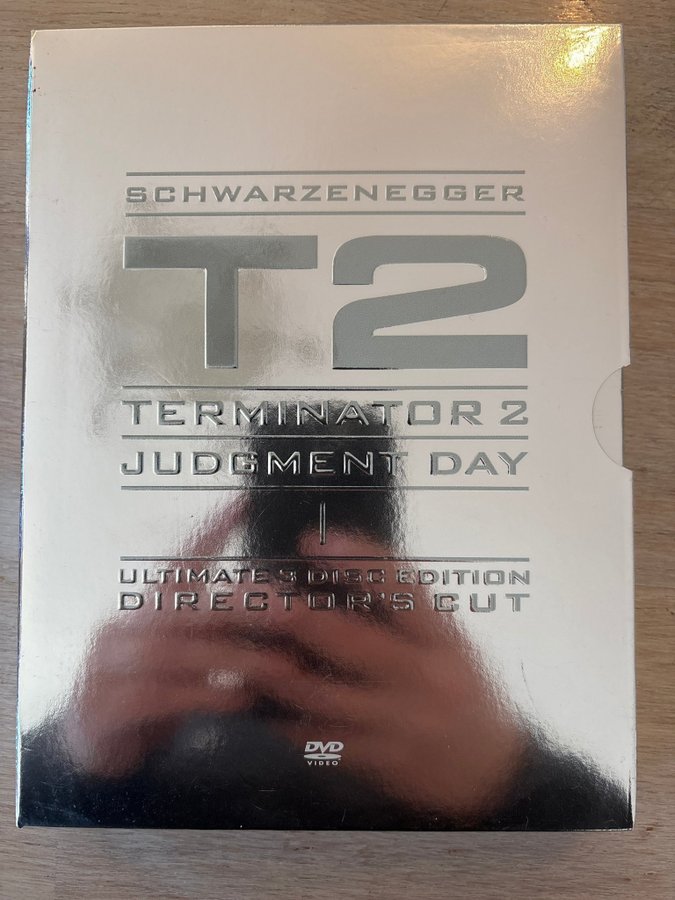 SCHWARZENEGGER
T2
TERMINATOR 2
JUDGMENT DAY
ULTIMATE 3 DISC EDITION
DIRECTOR'S CUT
DVD
VIDEO